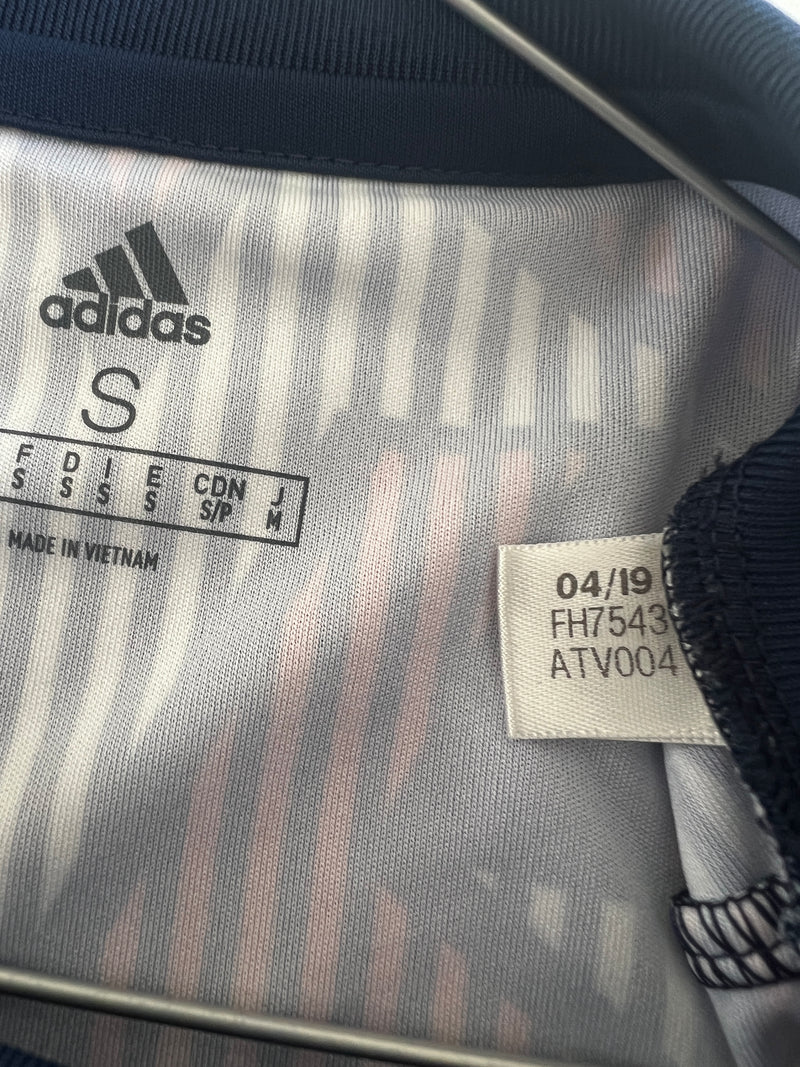 adidas
S
F D I E CDN J
S S S S S/P M
MADE IN VIETNAM
04/19
FH7543
ATV004